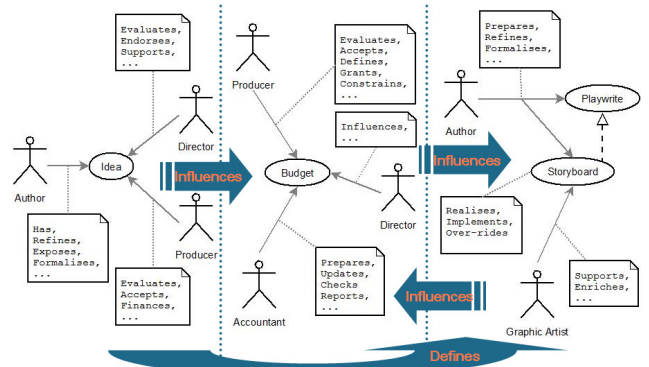 Evaluates,
Endorses,
Supports,
...
Director
Author
Idea
Producer
Has,
Refines,
Exposes,
Formalises,
...
Evaluates,
Accepts,
Finances,
...
Influences
Producer
Evaluates,
Accepts,
Defines,
Grants,
Constrains,
...
Influences,
...
Budget
Director
Accountant
Prepares,
Updates,
Checks
Reports,
...
Influences
Influences
Prepares,
Refines,
Formalises,
...
Author
Playwrite
Storyboard
Realises,
Implements,
Over-rides
Supports,
Enriches,
...
Graphic Artist
Defines